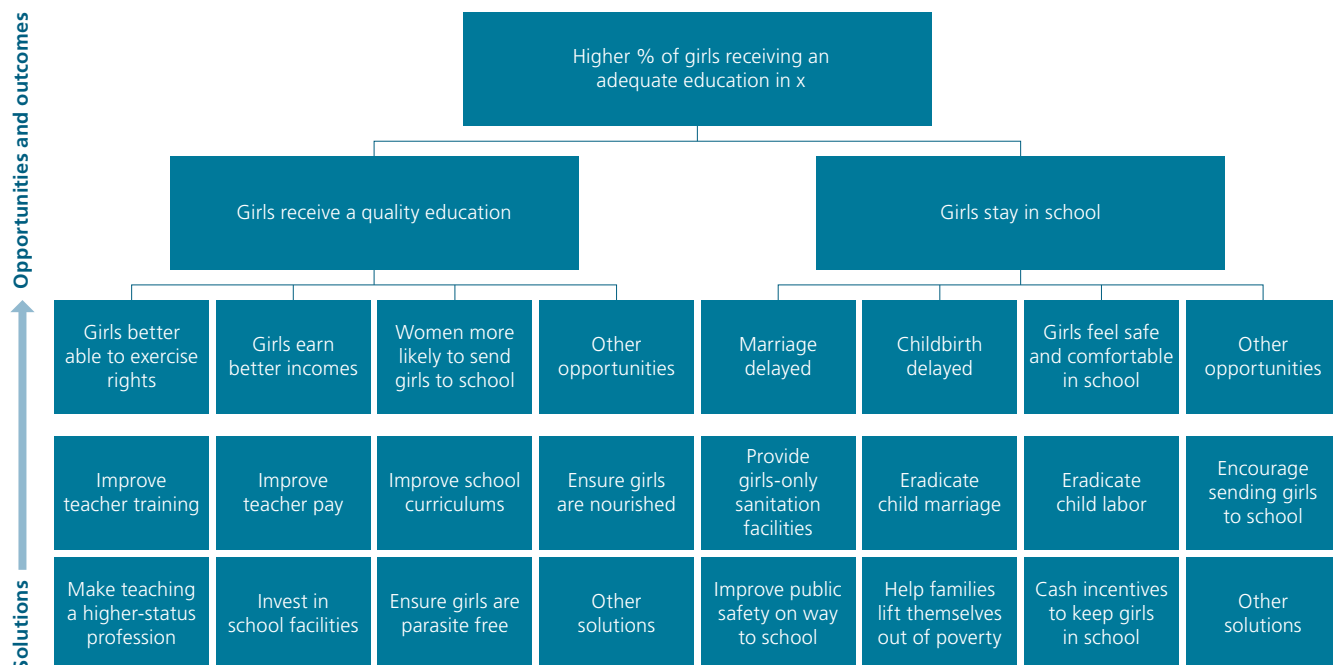 Opportunities and outcomes
Solutions
Higher % of girls receiving an
adequate education in x
Girls receive a quality education
Girls stay in school
Girls better
able to exercise
rights
Girls earn
better incomes
Women more
likely to send
girls to school
Other
opportunities
Marriage
delayed
Childbirth
delayed
Girls feel safe
and comfortable
in school
Other
opportunities
Improve
teacher training
Improve
teacher pay
Improve school
curriculums
Ensure girls
are nourished
Provide
girls-only
sanitation
facilities
Eradicate
child marriage
Eradicate
child labor
Encourage
sending girls
to school
Make teaching
a higher-status
profession
Invest in
school facilities
Ensure girls are
parasite free
Other
solutions
Improve public
safety on way
to school
Help families
lift themselves
out of poverty
Cash incentives
to keep girls
in school
Other
solutions